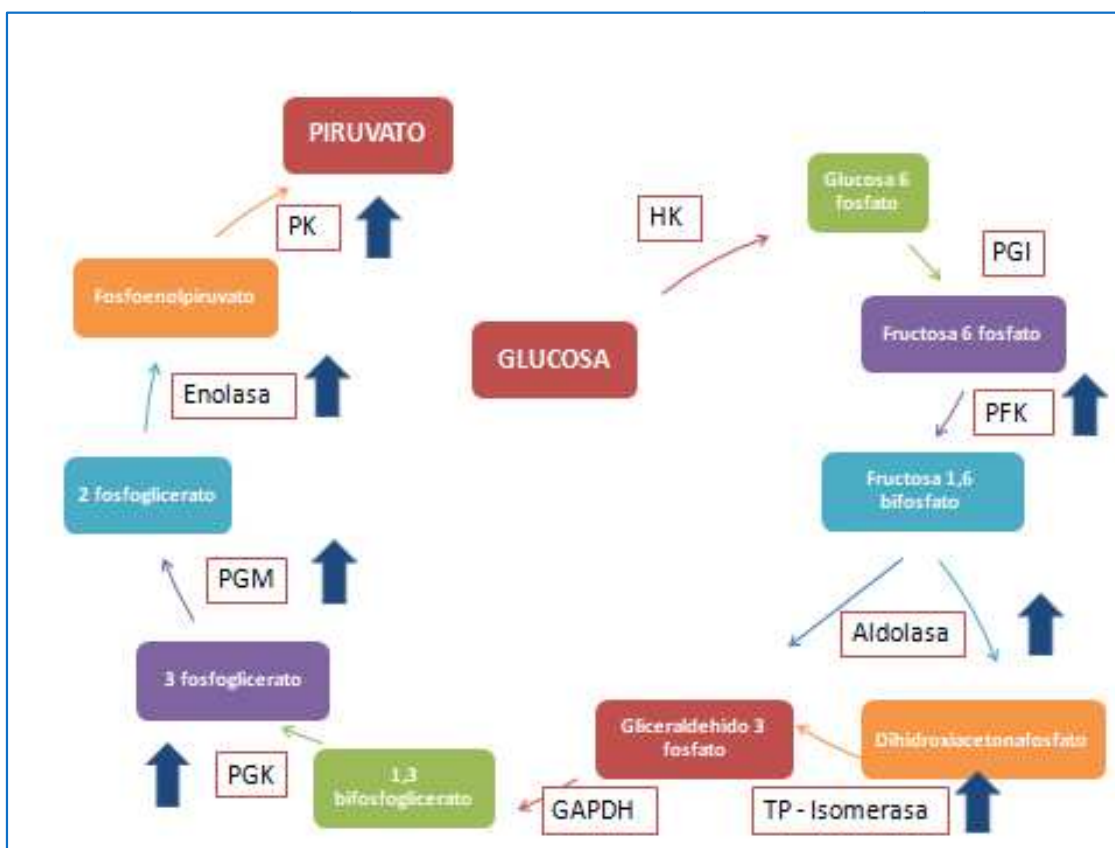 PIRUVATO
PK
Fosfoenolpiruvato
Enolasa
2 fosfoglicerato
PGM
3 fosfoglicerato
PGK
1,3
bifosfoglicerato
GLUCOSA
HK
Glucosa 6
fosfato
PGI
Fructosa 6 fosfato
PFK
Fructosa 1,6
bifosfato
Aldolasa
Gliceraldehido 3
fosfato
Dihidroxiacetonafosfato
GAPDH
TP - Isomerasa